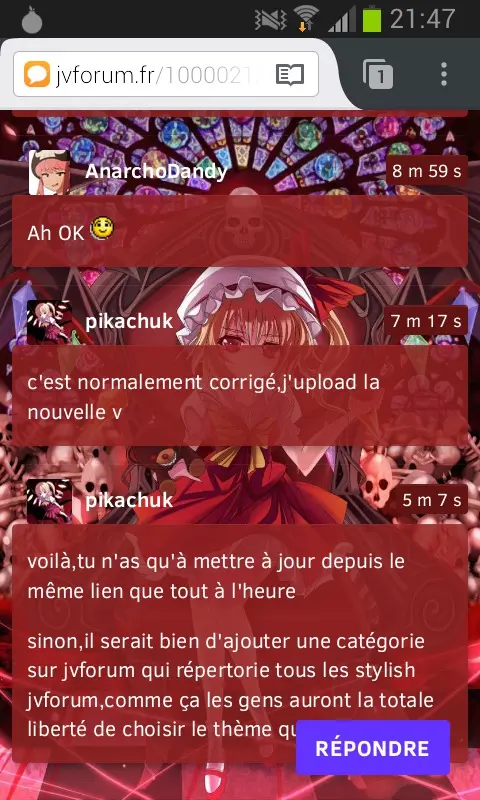 21:47
jvforum.fr/1000021
1
AnarchoDandy
8 m 59 s
Ah OK
pikachuk
7 m 17 s
c'est normalement corrigé,j'upload la
nouvelle v
pikachuk
5 m 7 s
voilà,tu n'as qu'à mettre à jour depuis le
même lien que tout à l'heure
sinon,il serait bien d'ajouter une catégorie
sur jvforum qui répertorie tous les stylish
jvforum,comme ça les gens auront la totale
liberté de choisir le thème
RÉPONDRE